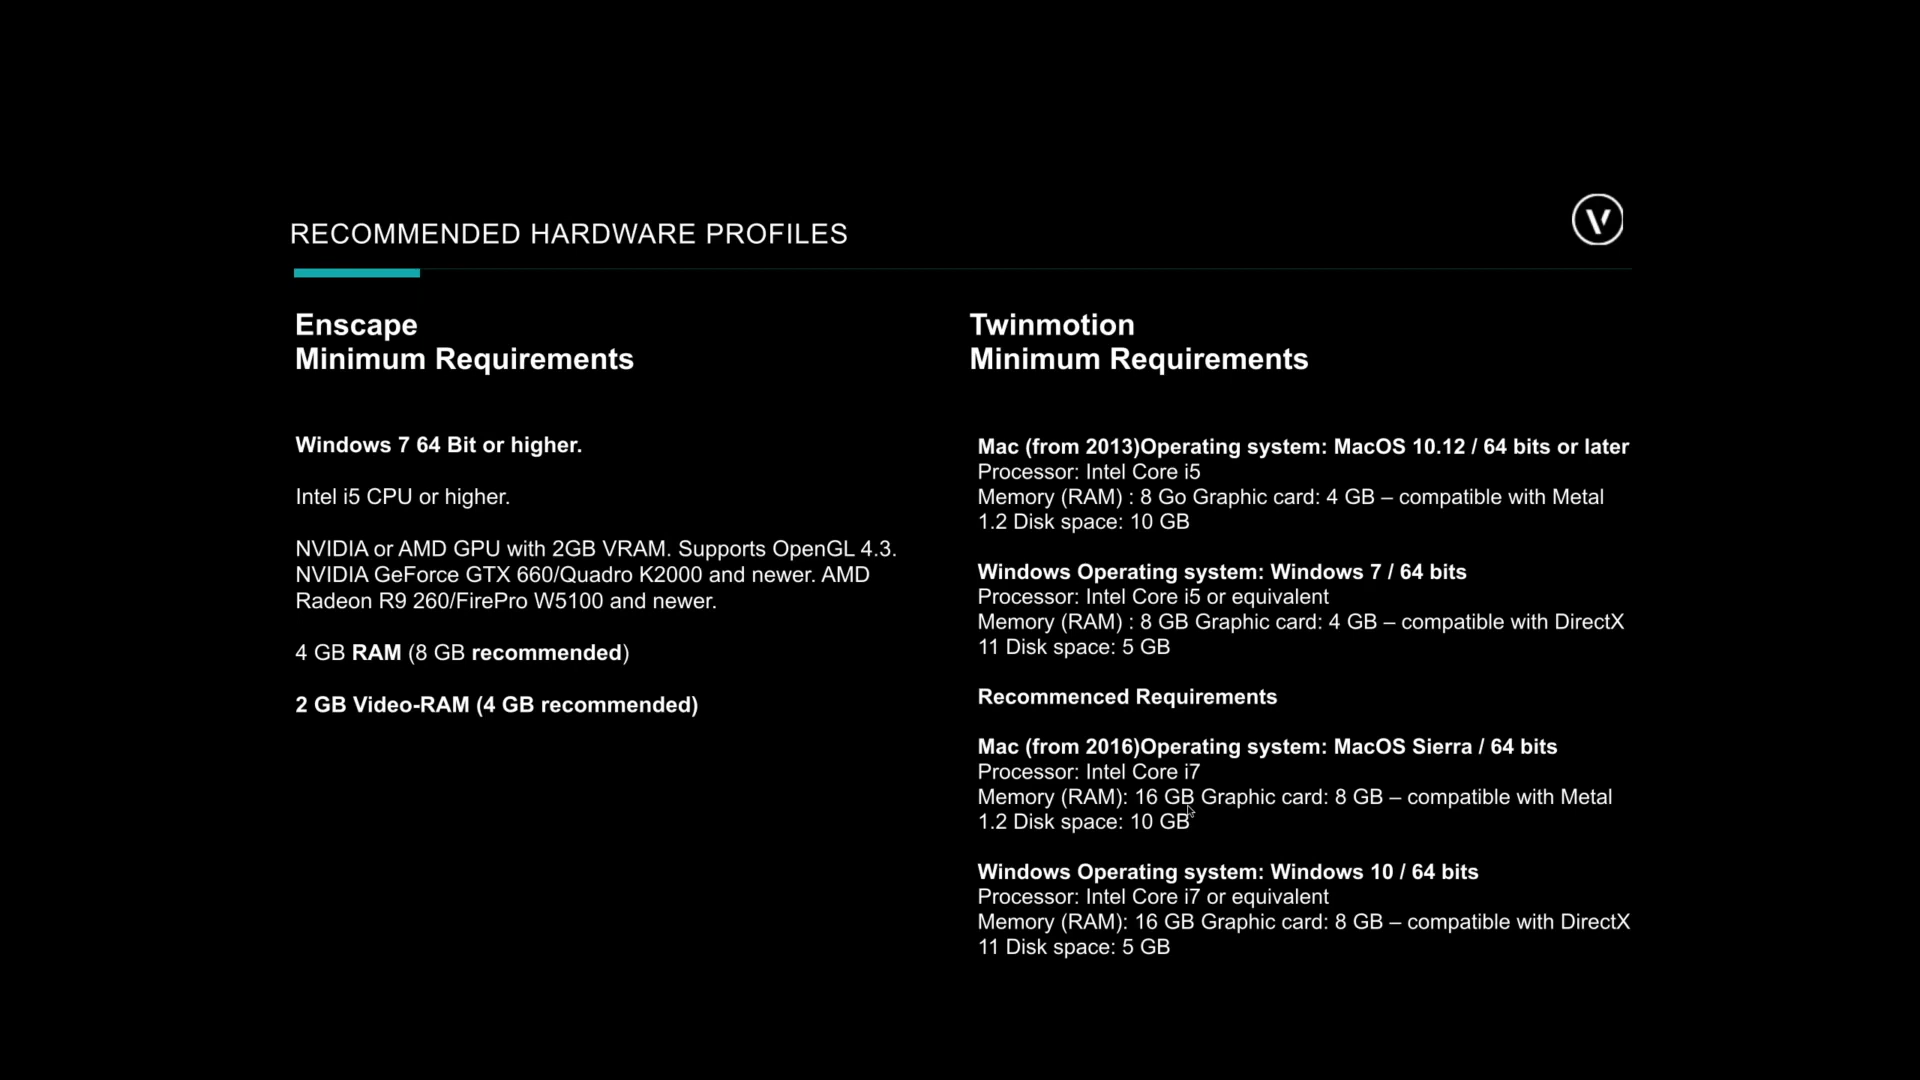 RECOMMENDED HARDWARE PROFILES
Enscape
Minimum Requirements
Windows 7 64 Bit or higher.
Intel i5 CPU or higher.
NVIDIA or AMD GPU with 2GB VRAM. Supports OpenGL 4.3.
NVIDIA GeForce GTX 660/Quadro K2000 and newer. AMD
Radeon R9 260/FirePro W5100 and newer.
4 GB RAM (8 GB recommended)
2 GB Video-RAM (4 GB recommended)
Twinmotion
Minimum Requirements
Mac (from 2013)Operating system: MacOS 10.12 / 64 bits or later
Processor: Intel Core i5
Memory (RAM) : 8 Go Graphic card: 4 GB – compatible with Metal
1.2 Disk space: 10 GB
Windows Operating system: Windows 7 / 64 bits
Processor: Intel Core i5 or equivalent
Memory (RAM) : 8 GB Graphic card: 4 GB – compatible with DirectX
11 Disk space: 5 GB
Recommenced Requirements
Mac (from 2016)Operating system: MacOS Sierra / 64 bits
Processor: Intel Core i7
Memory (RAM): 16 GB Graphic card: 8 GB – compatible with Metal
1.2 Disk space: 10 GB
Windows Operating system: Windows 10 / 64 bits
Processor: Intel Core i7 or equivalent
Memory (RAM): 16 GB Graphic card: 8 GB – compatible with DirectX
11 Disk space: 5 GB